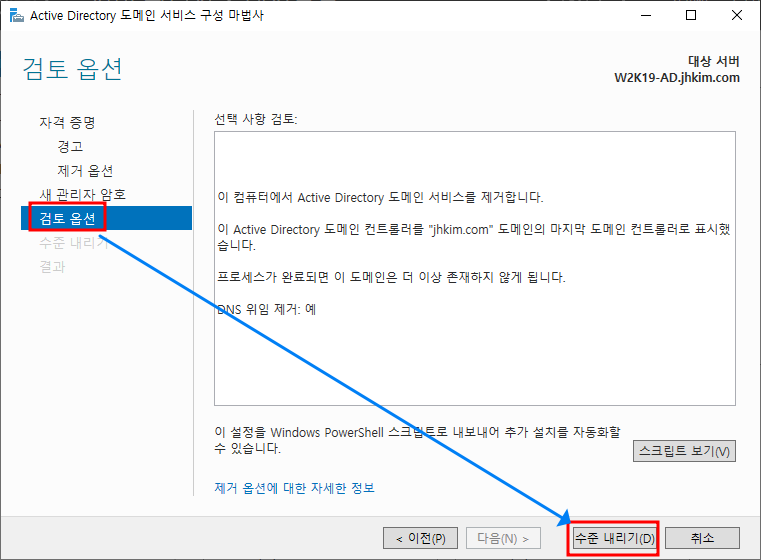 Active Directory 도메인 서비스 구성 마법사
검토 옵션
대상 서버
W2K19-AD.jhkim.com
자격 증명
경고
제거 옵션
새 관리자 암호
검토 옵션
수준 내리기
결과
선택 사항 검토:
이 컴퓨터에서 Active Directory 도메인 서비스를 제거합니다.
이 Active Directory 도메인 컨트롤러를 "jhkim.com" 도메인의 마지막 도메인 컨트롤러로 표시했
습니다.
프로세스가 완료되면 이 도메인은 더 이상 존재하지 않게 됩니다.
DNS 위임 제거: 예
이 설정을 Windows PowerShell 스크립트로 내보내어 추가 설치를 자동화할
수 있습니다.
스크립트 보기(V)
제거 옵션에 대한 자세한 정보
< 이전(P)
다음(N) >
수준 내리기(D)
취소